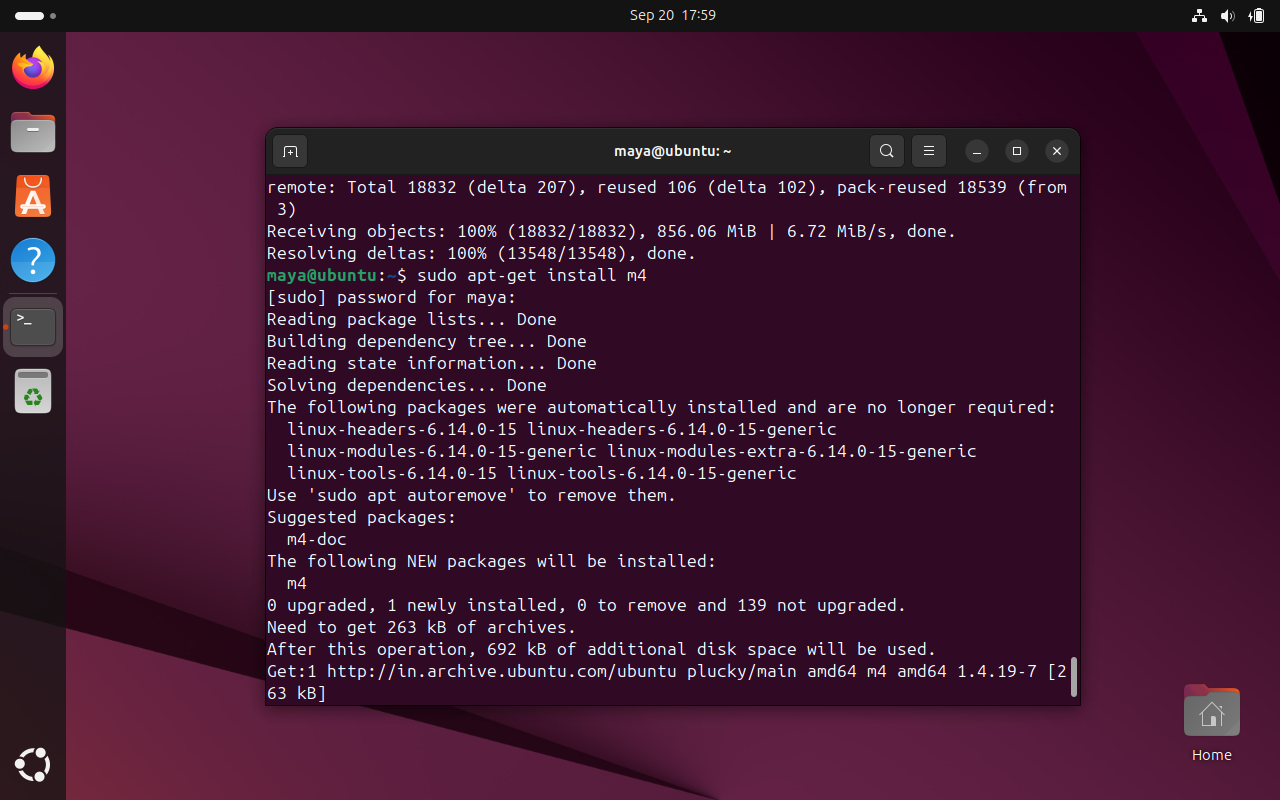 Sep 20 17:59
maya@ubuntu: ~
remote: Total 18832 (delta 207), reused 106 (delta 102), pack-reused 18539 (from
 3)
Receiving objects: 100% (18832/18832), 856.06 MiB | 6.72 MiB/s, done.
Resolving deltas: 100% (13548/13548), done.
maya@ubuntu:~$ sudo apt-get install m4
[sudo] password for maya:
Reading package lists... Done
Building dependency tree... Done
Reading state information... Done
Solving dependencies... Done
The following packages were automatically installed and are no longer required:
  linux-headers-6.14.0-15 linux-headers-6.14.0-15-generic
  linux-modules-6.14.0-15-generic linux-modules-extra-6.14.0-15-generic
  linux-tools-6.14.0-15 linux-tools-6.14.0-15-generic
Use 'sudo apt autoremove' to remove them.
Suggested packages:
  m4-doc
The following NEW packages will be installed:
  m4
0 upgraded, 1 newly installed, 0 to remove and 139 not upgraded.
Need to get 263 kB of archives.
After this operation, 692 kB of additional disk space will be used.
Get:1 http://in.archive.ubuntu.com/ubuntu plucky/main amd64 m4 amd64 1.4.19-7 [2
63 kB]
Home